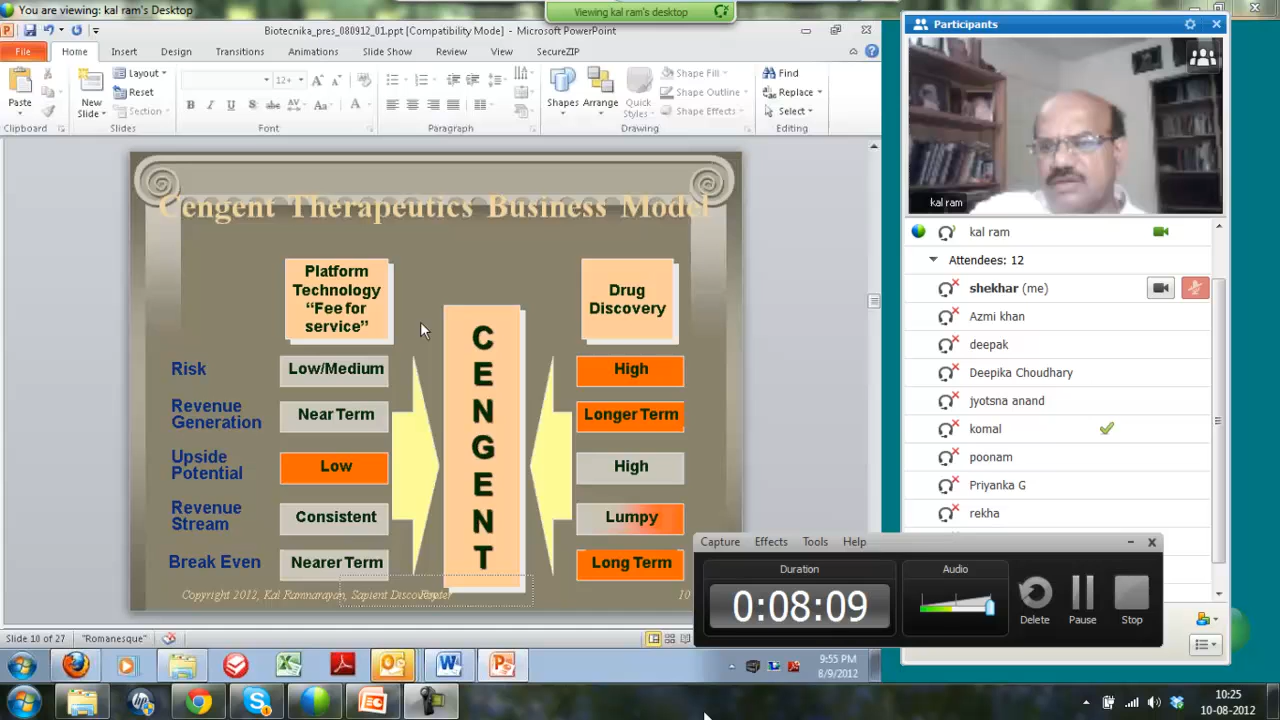 You are viewing: kal ram's Desktop
Viewing kal ram's desktop
Biotecsika_pres_080912_01.ppt [Compatibility Mode] - Microsoft PowerPoint
File Home Insert Design Transitions Animations Slide Show Review View SecureZIP
Paste
New
Slide
Layout
Reset
Section
12
B I U S abc AV Aa A
Shapes Arrange Quick
Styles
Shape Fill
Shape Outline
Shape Effects
Find
Replace
Select
Clipboard Slides Font Paragraph Drawing Editing
Cengent Therapeutics Business Model
Platform
Technology
“Fee for
service”
Drug
Discovery
CENGENT
Risk Low/Medium High
Revenue
Generation Near Term Longer Term
Upside
Potential Low High
Revenue
Stream Consistent Lumpy
Break Even Nearer Term Long Term
Copyright 2012, Kal Ramnarayan, Sapient Discovery
10
Slide 10 of 27 "Romanesque"
9:55 PM
8/9/2012
Participants
kal ram
kal ram
Attendees: 12
shekhar (me)
Azmi khan
deepak
Deepika Choudhary
jyotsna anand
komal
poonam
Priyanka G
rekha
Capture Effects Tools Help
Duration
0:08:09
Audio
Delete Pause Stop
10:25
10-08-2012